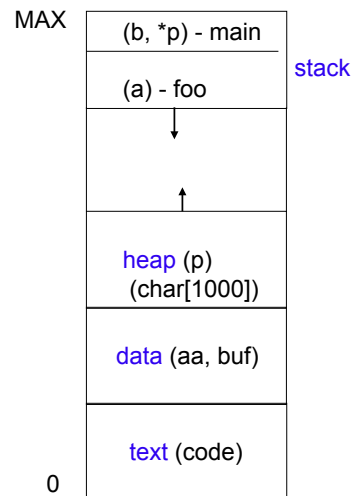 MAX
(b, *p) - main
stack
(a) - foo
heap (p)
(char[1000])
data (aa, buf)
text (code)
0